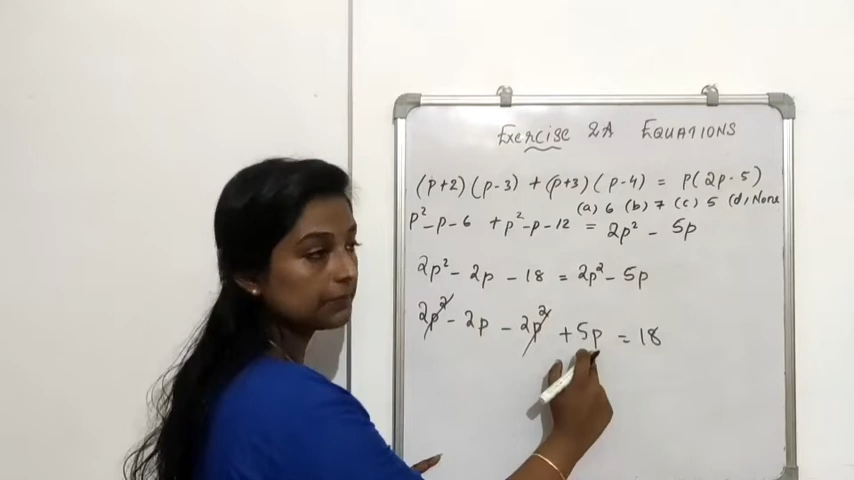 Exercise 2A EQUATIONS
(p+2)(p-3) + (p+3)(p-4) = p(2p-5)
(a) 6 (b) 7 (c) 5 (d) None
p²-p-6 + p²-p-12 = 2p² - 5p
2p² - 2p - 18 = 2p² - 5p
2p² - 2p - 2p² + 5p = 18